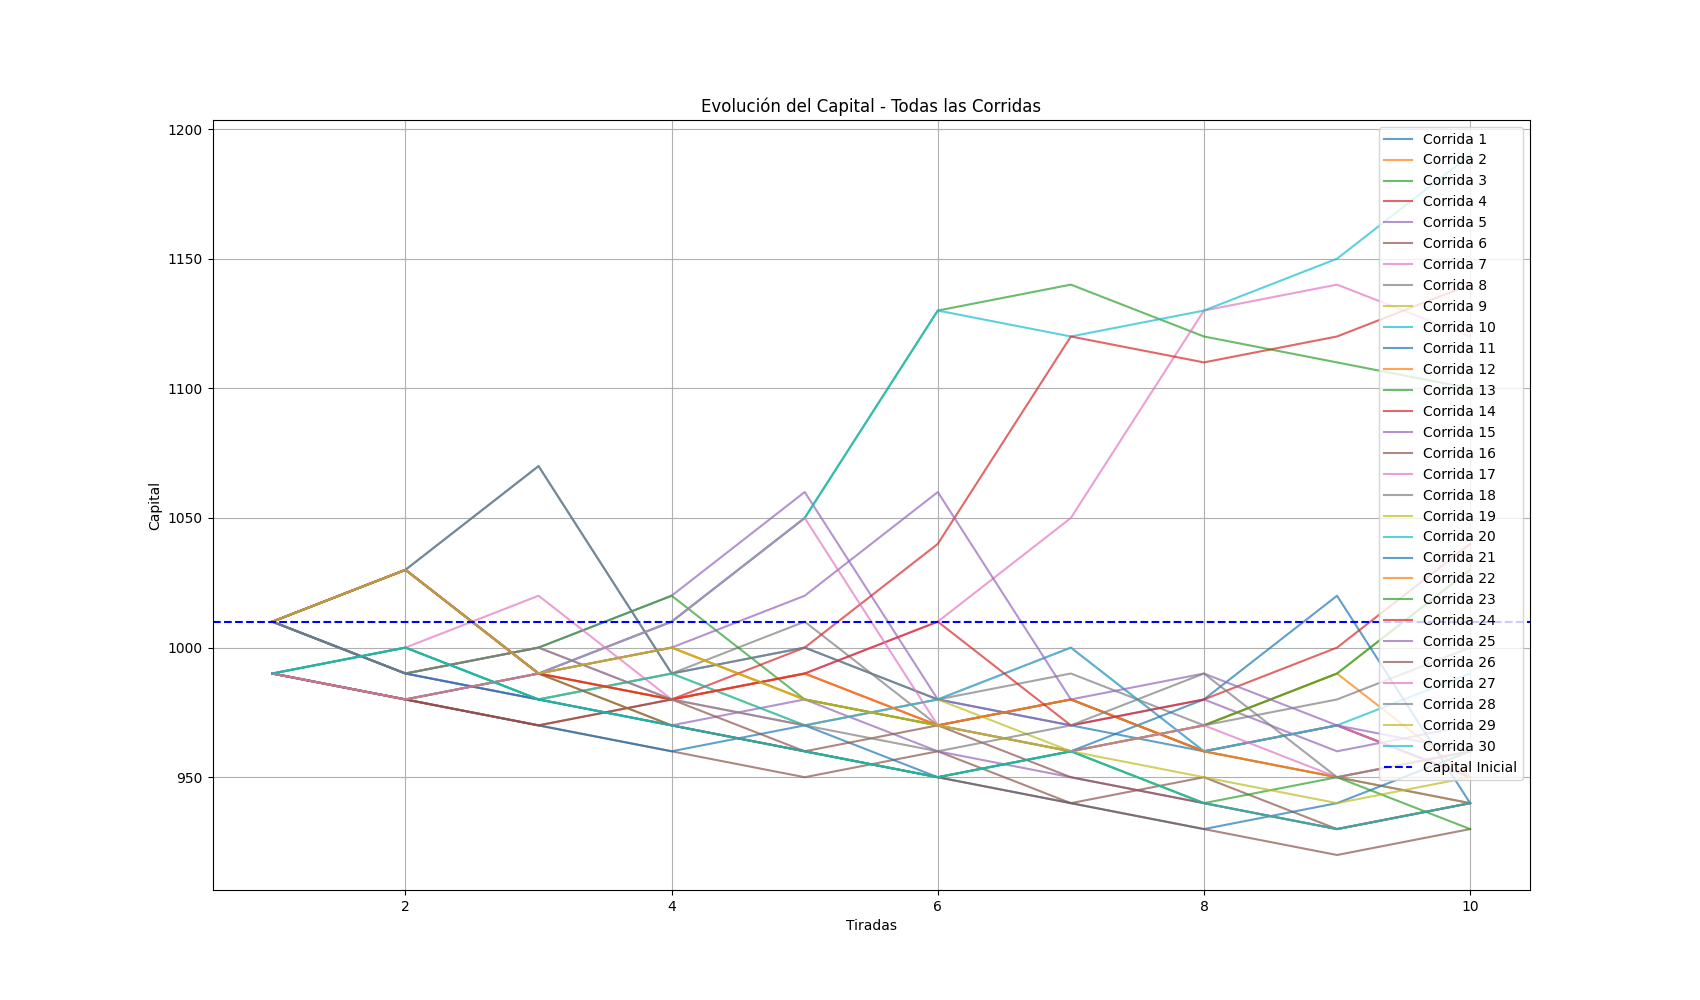 Evolución del Capital - Todas las Corridas
1200
1150
1100
1050
1000
950
Capital
2
4
6
8
10
Tiradas
Corrida 1
Corrida 2
Corrida 3
Corrida 4
Corrida 5
Corrida 6
Corrida 7
Corrida 8
Corrida 9
Corrida 10
Corrida 11
Corrida 12
Corrida 13
Corrida 14
Corrida 15
Corrida 16
Corrida 17
Corrida 18
Corrida 19
Corrida 20
Corrida 21
Corrida 22
Corrida 23
Corrida 24
Corrida 25
Corrida 26
Corrida 27
Corrida 28
Corrida 29
Corrida 30
Capital Inicial